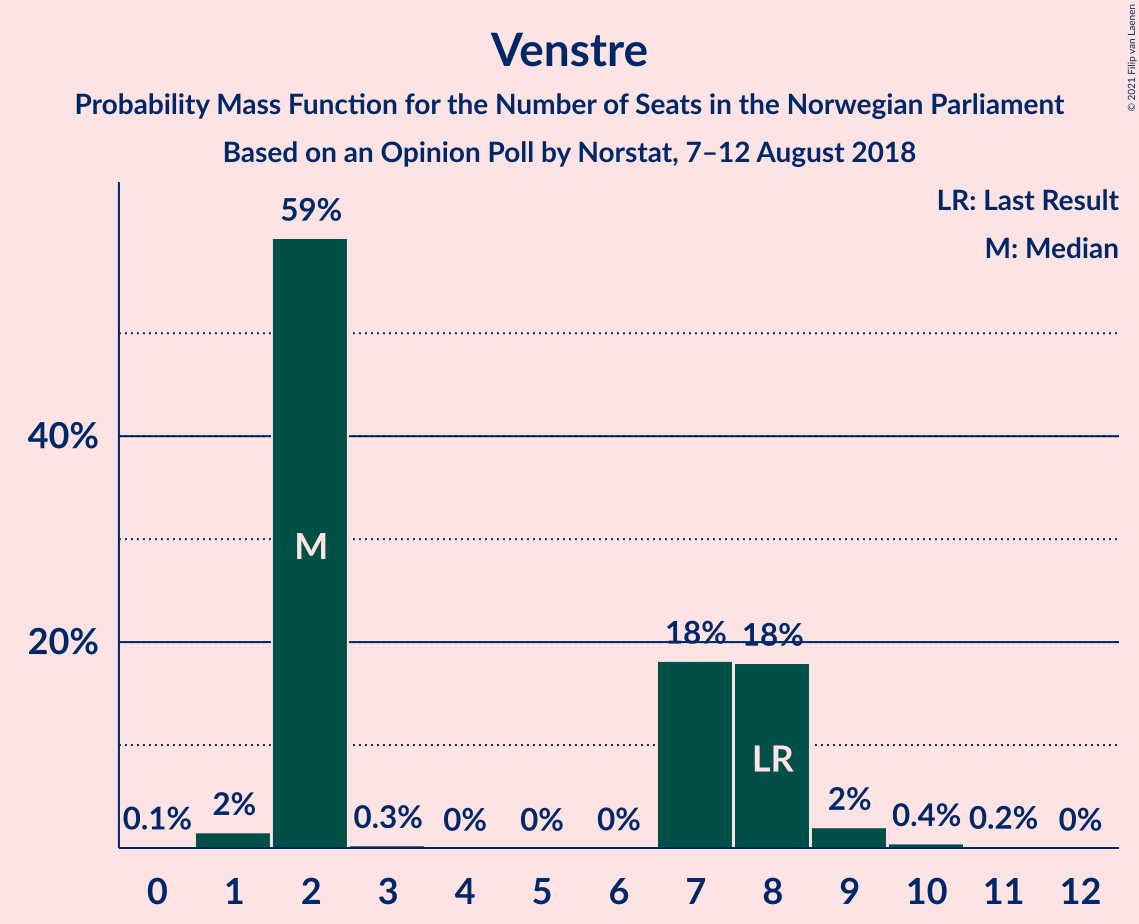 Venstre
Probability Mass Function for the Number of Seats in the Norwegian Parliament
Based on an Opinion Poll by Norstat, 7–12 August 2018
© 2021 Filip van Laenen
LR: Last Result
M: Median
59%
40%
M
20%
18%
18%
LR
0.1%
2%
0.3%
0%
0%
0%
2%
0.4%
0.2%
0%
0 1 2 3 4 5 6 7 8 9 10 11 12